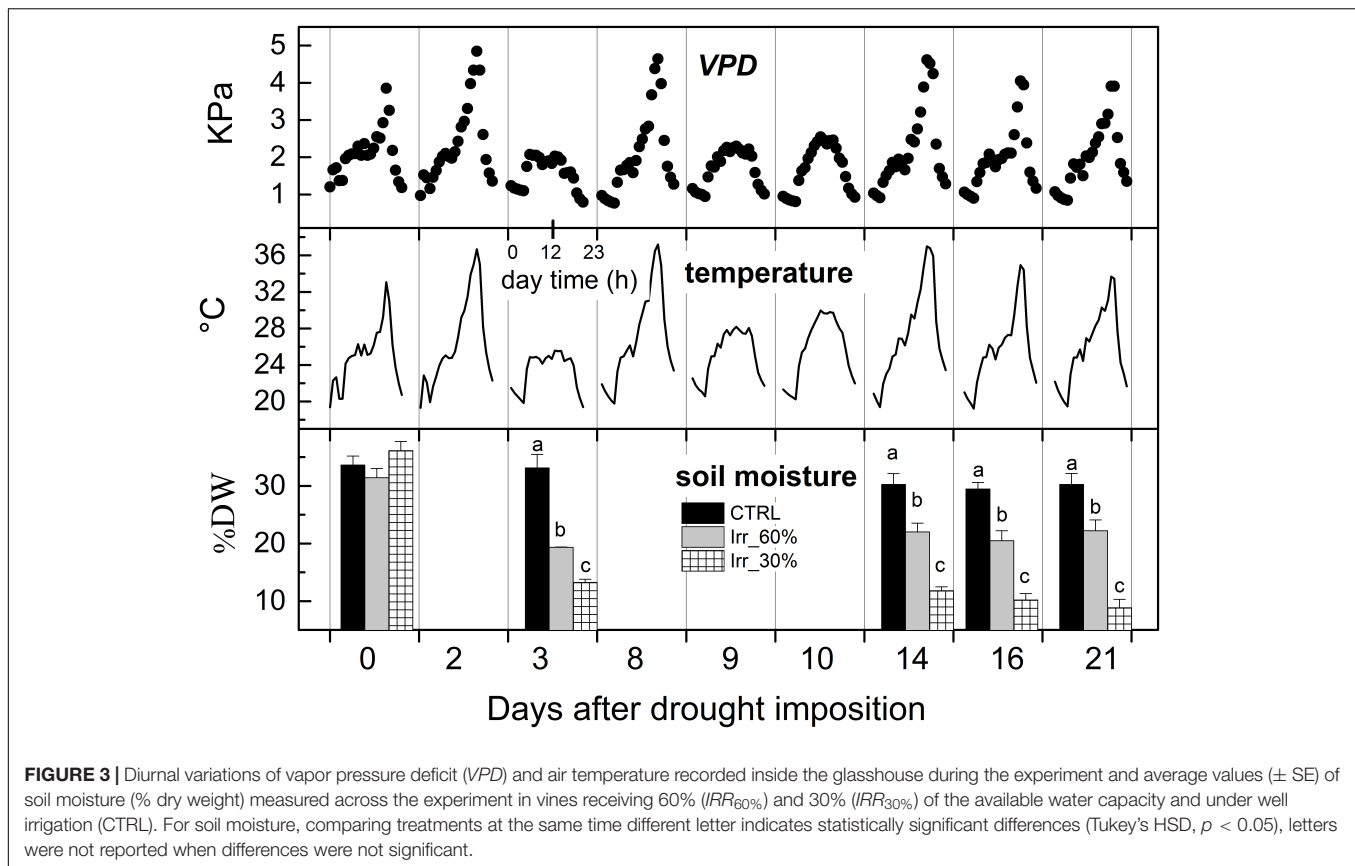 5
VPD
4
KPa
3
2
1
0 12 23
36
day time (h)
temperature
32
°C
28
24
20
a
a
a
a
soil moisture
30
b
b
b
CTRL
%DW
b
20
Irr_60%
c
Irr_30%
c
c
c
10
0 2 3 8 9 10 14 16 21
Days after drought imposition
FIGURE 3 | Diurnal variations of vapor pressure deficit (VPD) and air temperature recorded inside the glasshouse during the experiment and average values (± SE) of
soil moisture (% dry weight) measured across the experiment in vines receiving 60% (IRR60%) and 30% (IRR30%) of the available water capacity and under well
irrigation (CTRL). For soil moisture, comparing treatments at the same time different letter indicates statistically significant differences (Tukey's HSD, p < 0.05), letters
were not reported when differences were not significant.